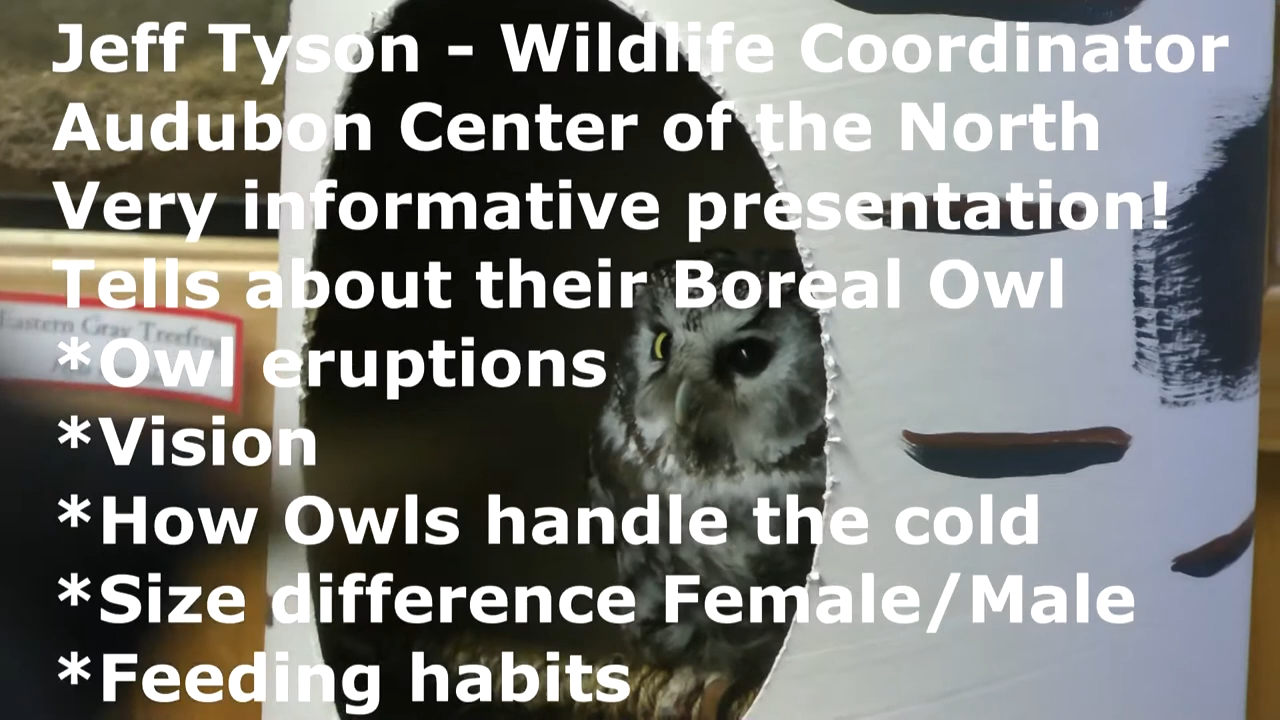 Jeff Tyson - Wildlife Coordinator
Audubon Center of the North
Very informative presentation!
Tells about their Boreal Owl
*Owl eruptions
*Vision
*How Owls handle the cold
*Size difference Female/Male
*Feeding habits
Eastern Gray Treefrog